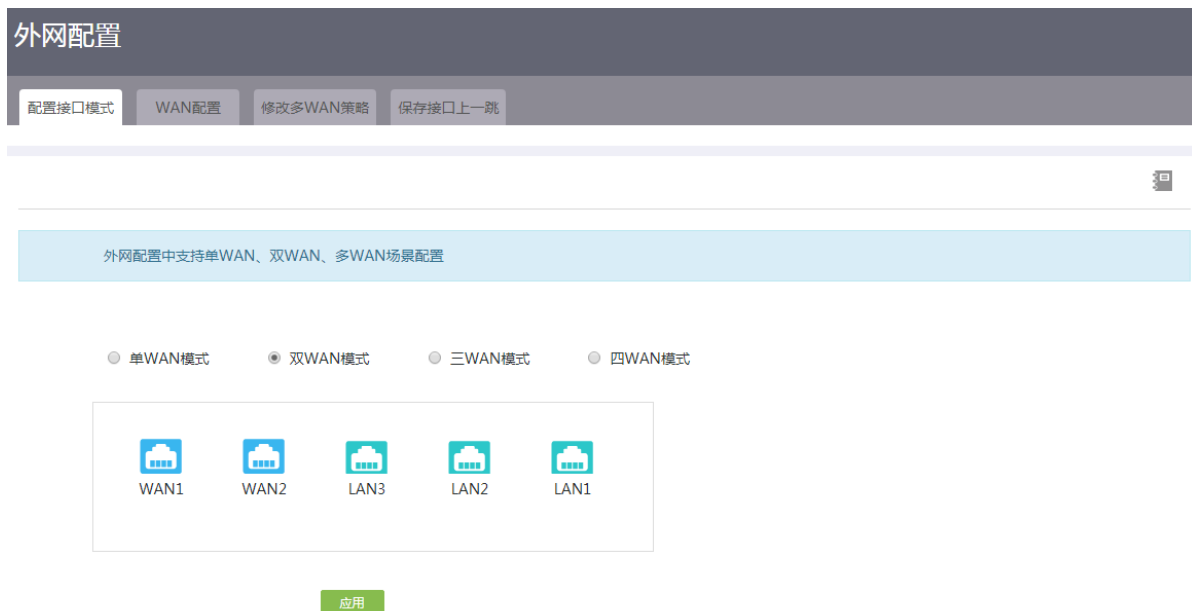 外网配置
配置接口模式 WAN配置 修改多WAN策略 保存接口上一跳
外网配置中支持单WAN、双WAN、多WAN场景配置
单WAN模式 双WAN模式 三WAN模式 四WAN模式
WAN1 WAN2 LAN3 LAN2 LAN1
应用